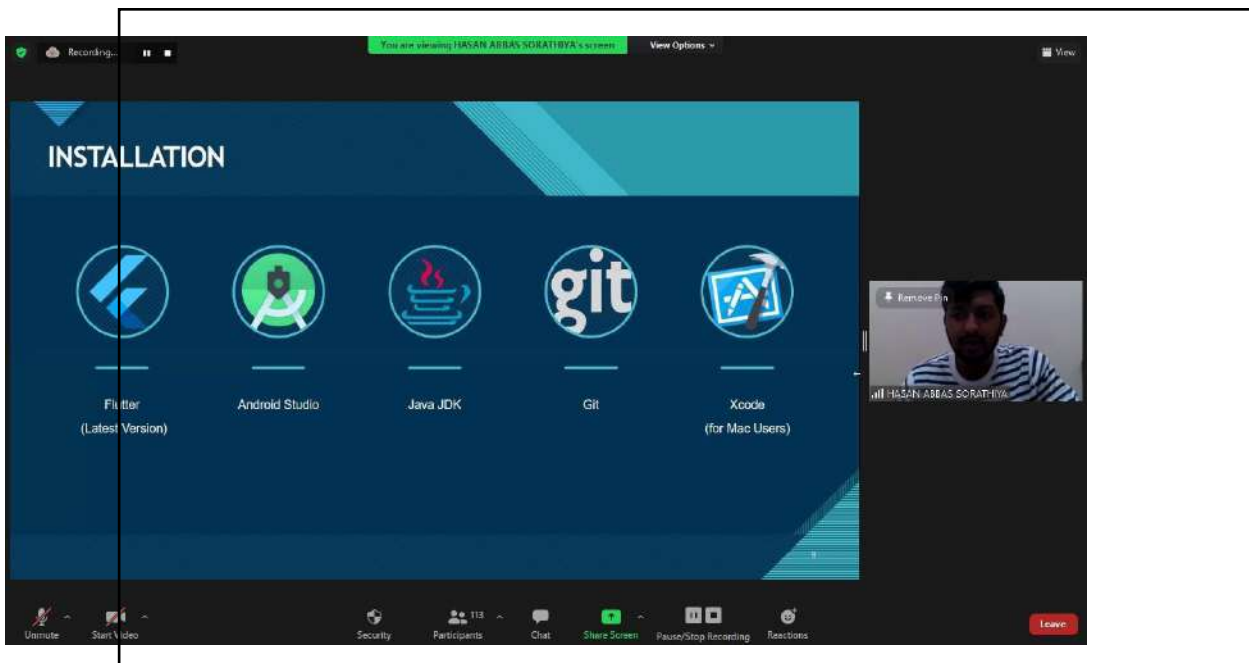 Recording...
You are viewing HASAN ABBAS SORATHIYA's screen
View Options
View
INSTALLATION
git
Flutter
(Latest Version)
Android Studio
Java JDK
Git
Xcode
(for Mac Users)
Remove Pin
HASAN ABBAS SORATHIYA
Unmute
Start Video
Security
113
Participants
Chat
Share Screen
Pause/Stop Recording
Reactions
Leave